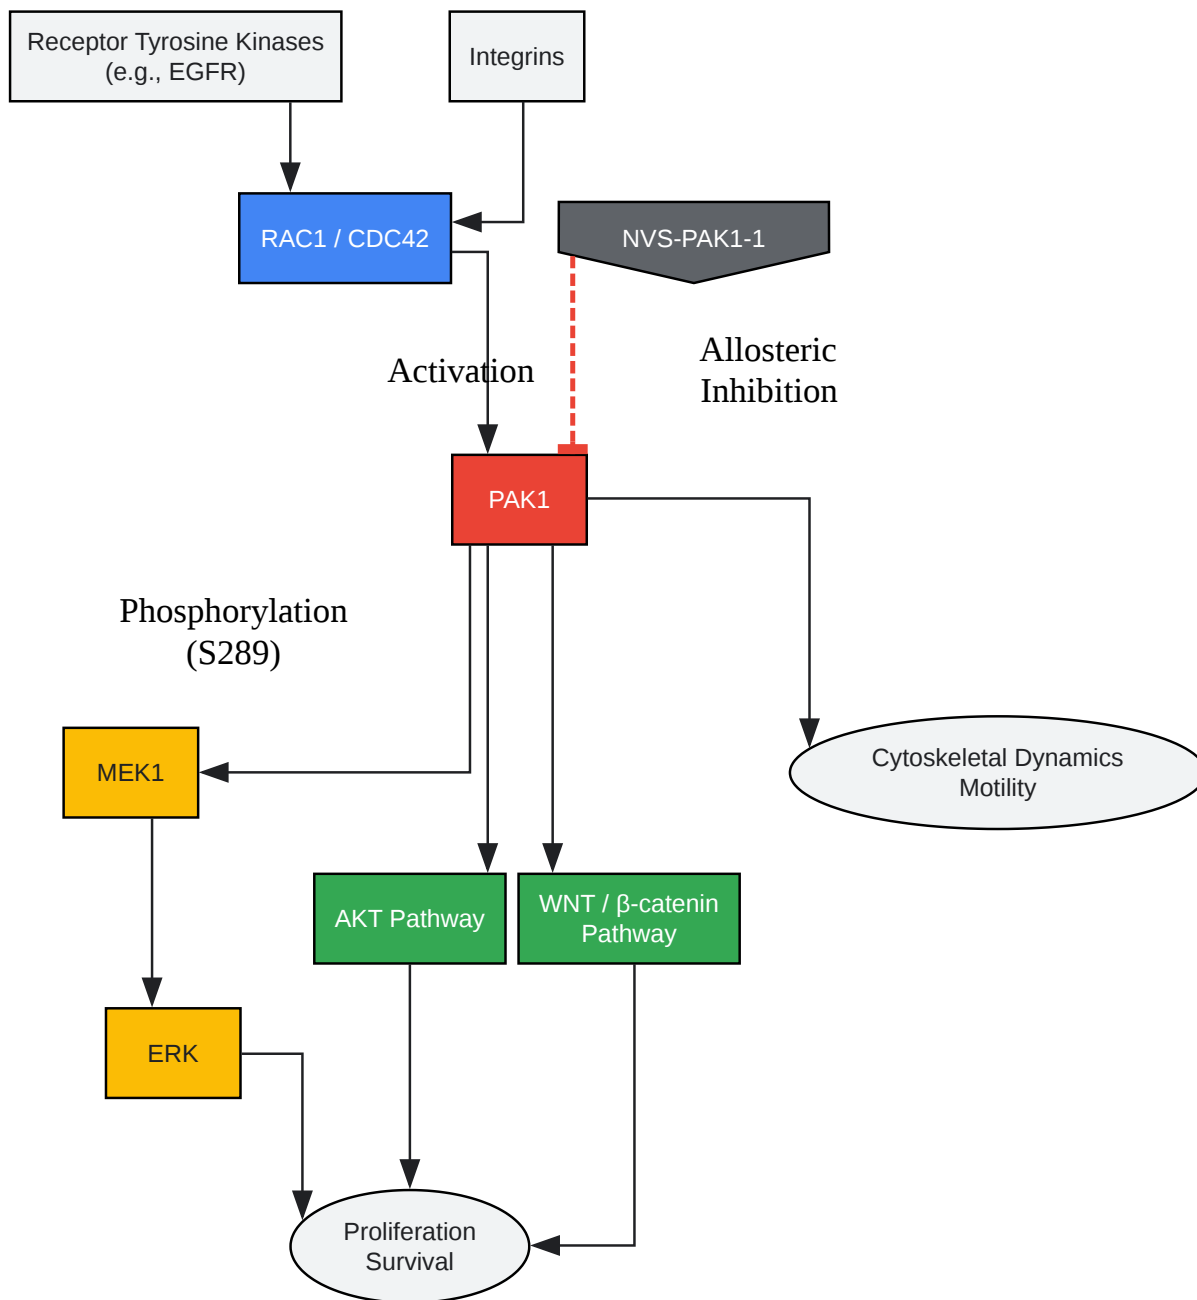 Receptor Tyrosine Kinases
(e.g., EGFR)
Integrins
RAC1 / CDC42
NVS-PAK1-1
Activation
Allosteric
Inhibition
PAK1
Phosphorylation
(S289)
MEK1
Cytoskeletal Dynamics
Motility
AKT Pathway
WNT / β-catenin
Pathway
ERK
Proliferation
Survival